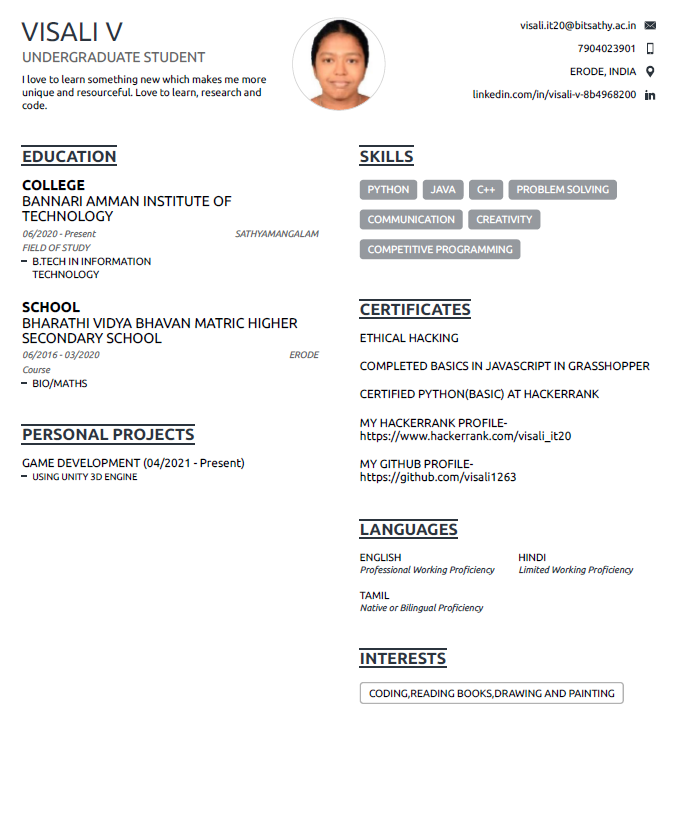 VISALI V
UNDERGRADUATE STUDENT
I love to learn something new which makes me more
unique and resourceful. Love to learn, research and
code.
visali.it20@bitsathy.ac.in
7904023901
ERODE, INDIA
linkedin.com/in/visali-v-8b4968200
EDUCATION
COLLEGE
BANNARI AMMAN INSTITUTE OF
TECHNOLOGY
06/2020 - Present SATHYAMANGALAM
FIELD OF STUDY
B.TECH IN INFORMATION
TECHNOLOGY
SCHOOL
BHARATHI VIDYA BHAVAN MATRIC HIGHER
SECONDARY SCHOOL
06/2016 - 03/2020 ERODE
Course
BIO/MATHS
PERSONAL PROJECTS
GAME DEVELOPMENT (04/2021 - Present)
USING UNITY 3D ENGINE
SKILLS
PYTHON JAVA C++ PROBLEM SOLVING
COMMUNICATION CREATIVITY
COMPETITIVE PROGRAMMING
CERTIFICATES
ETHICAL HACKING
COMPLETED BASICS IN JAVASCRIPT IN GRASSHOPPER
CERTIFIED PYTHON(BASIC) AT HACKERRANK
MY HACKERRANK PROFILE-
https://www.hackerrank.com/visali_it20
MY GITHUB PROFILE-
https://github.com/visali1263
LANGUAGES
ENGLISH HINDI
Professional Working Proficiency Limited Working Proficiency
TAMIL
Native or Bilingual Proficiency
INTERESTS
CODING,READING BOOKS,DRAWING AND PAINTING